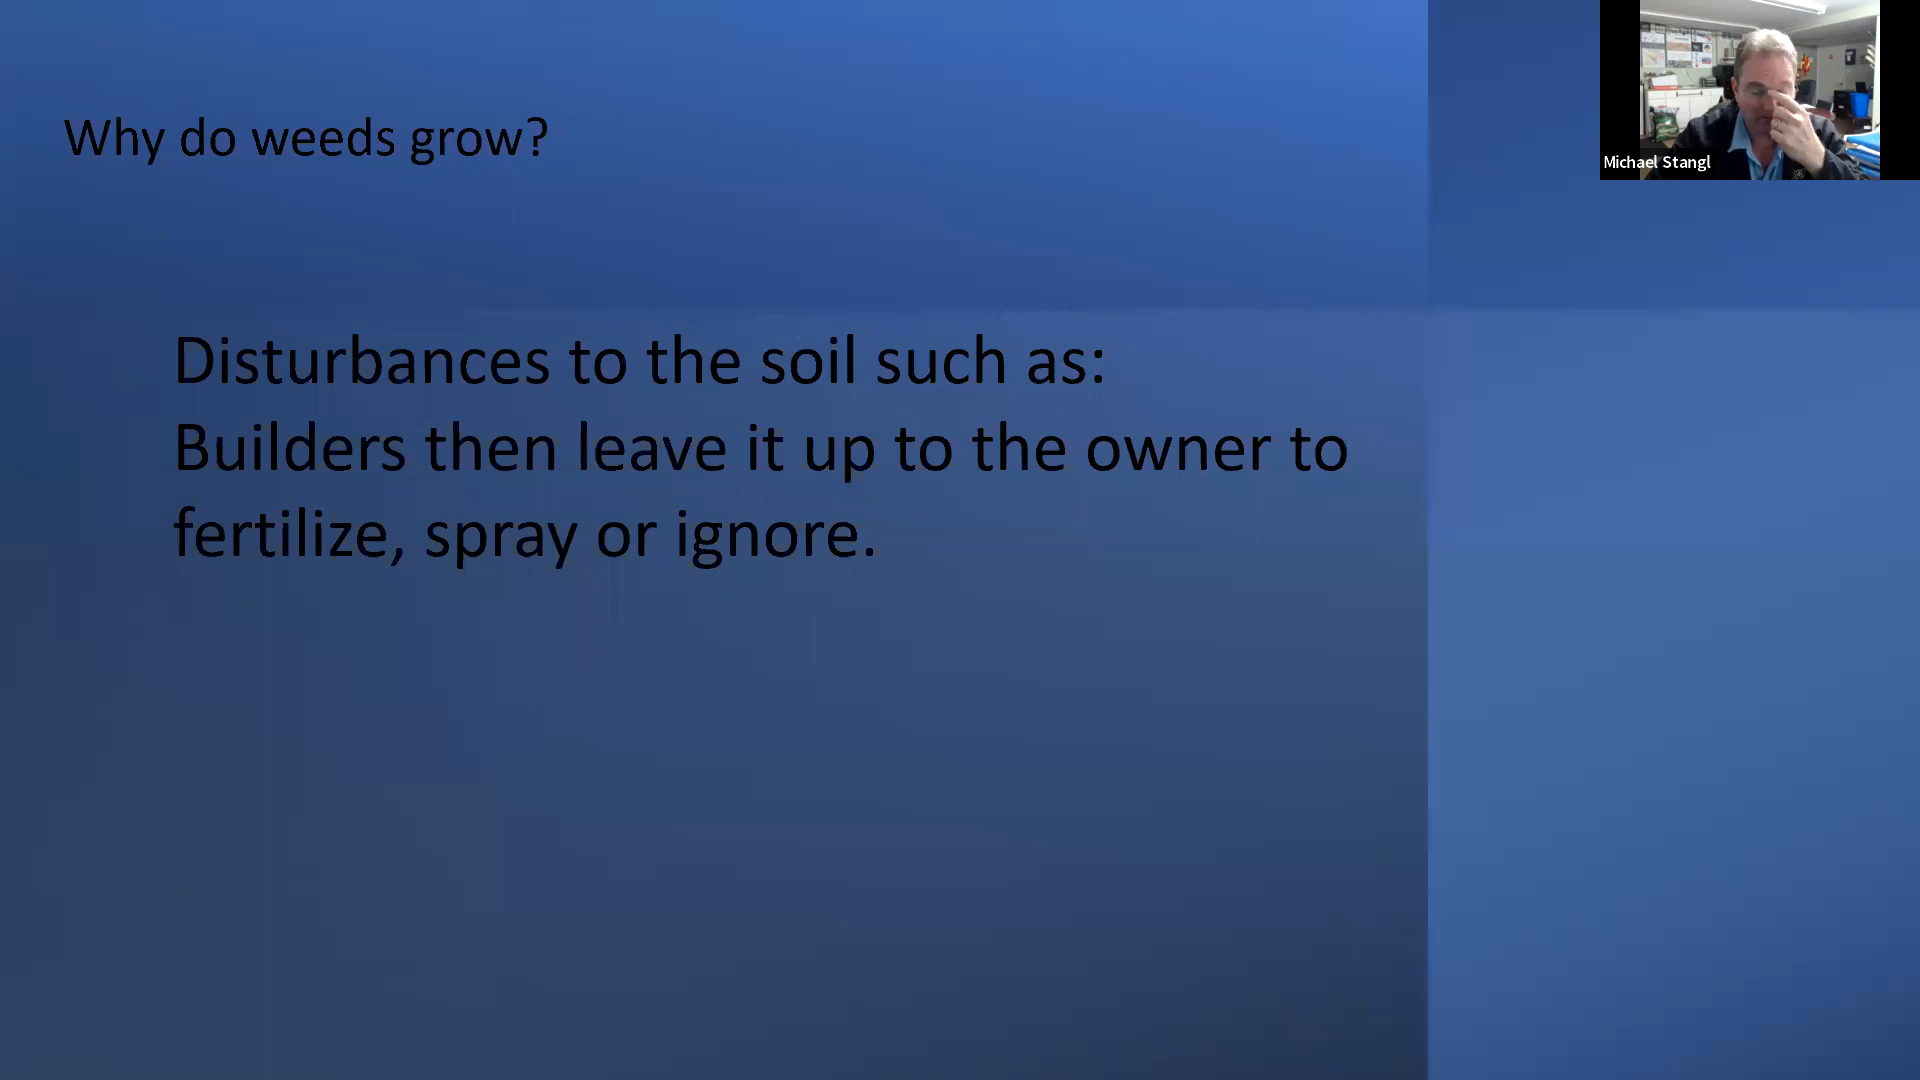 Why do weeds grow?
Disturbances to the soil such as:
Builders then leave it up to the owner to
fertilize, spray or ignore.
Michael Stangl